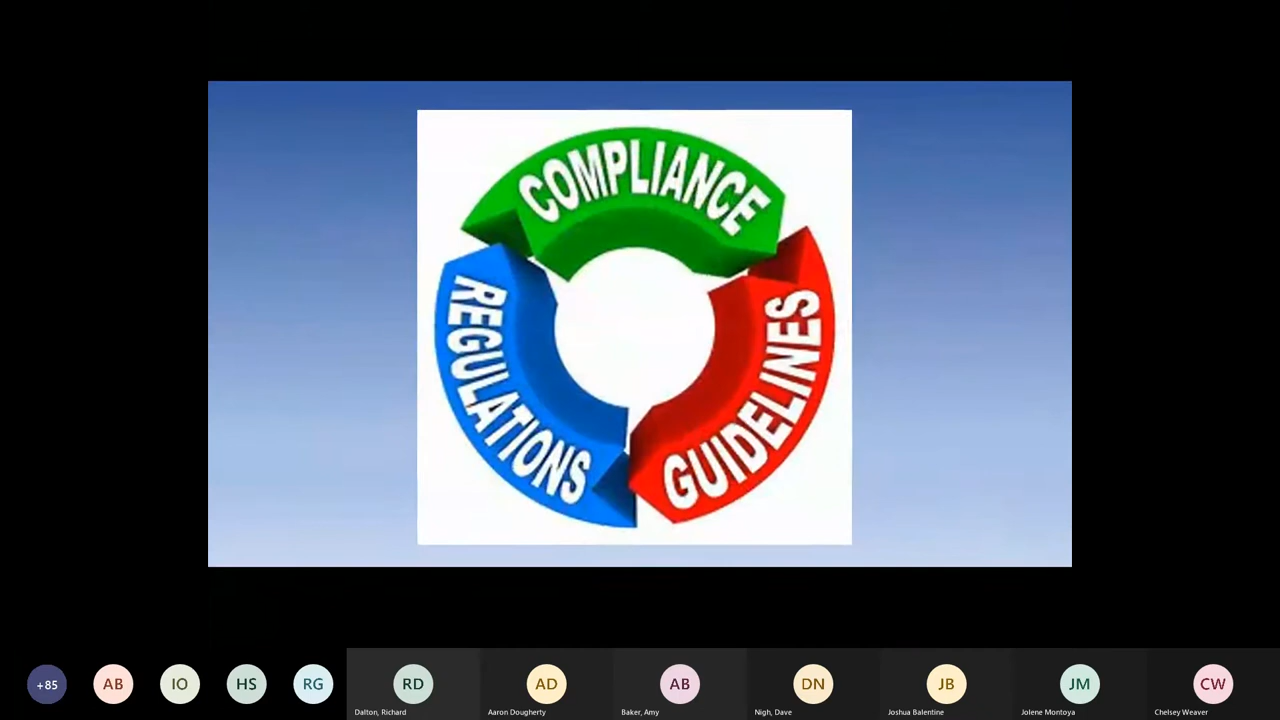 COMPLIANCE
REGULATIONS
GUIDELINES
+85
AB
IO
HS
RG
RD
AD
AB
DN
JB
JM
CW
Dalton, Richard
Aaron Dougherty
Baker, Amy
Nigh, Dave
Joshua Balentine
Jolene Montoya
Chelsey Weaver